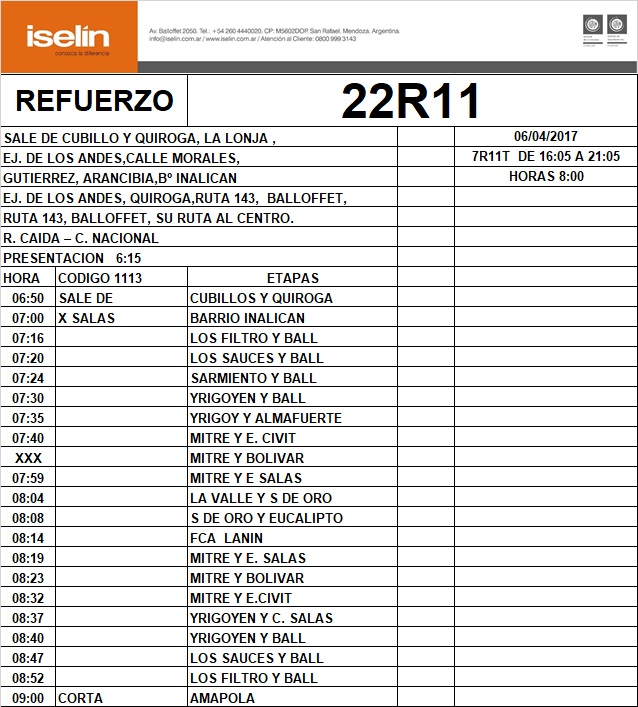 iselín
conozca la diferencia
Av. Balloffet 2050. Tel.: +54 260 4440020. CP: M5602DOP. San Rafael. Mendoza. Argentina.
info@iselin.com.ar / www.iselin.com.ar / Atención al Cliente: 0800 999 3143
REFUERZO 22R11
SALE DE CUBILLO Y QUIROGA, LA LONJA , 06/04/2017
EJ. DE LOS ANDES,CALLE MORALES, 7R11T DE 16:05 A 21:05
GUTIERREZ, ARANCIBIA,Bº INALICAN HORAS 8:00
EJ. DE LOS ANDES, QUIROGA,RUTA 143, BALLOFFET,
RUTA 143, BALLOFFET, SU RUTA AL CENTRO.
R. CAIDA – C. NACIONAL
PRESENTACION 6:15
HORA CODIGO 1113 ETAPAS
06:50 SALE DE CUBILLOS Y QUIROGA
07:00 X SALAS BARRIO INALICAN
07:16 LOS FILTRO Y BALL
07:20 LOS SAUCES Y BALL
07:24 SARMIENTO Y BALL
07:30 YRIGOYEN Y BALL
07:35 YRIGOY Y ALMAFUERTE
07:40 MITRE Y E. CIVIT
XXX MITRE Y BOLIVAR
07:59 MITRE Y E SALAS
08:04 LA VALLE Y S DE ORO
08:08 S DE ORO Y EUCALIPTO
08:14 FCA LANIN
08:19 MITRE Y E. SALAS
08:23 MITRE Y BOLIVAR
08:32 MITRE Y E.CIVIT
08:37 YRIGOYEN Y C. SALAS
08:40 YRIGOYEN Y BALL
08:47 LOS SAUCES Y BALL
08:52 LOS FILTRO Y BALL
09:00 CORTA AMAPOLA